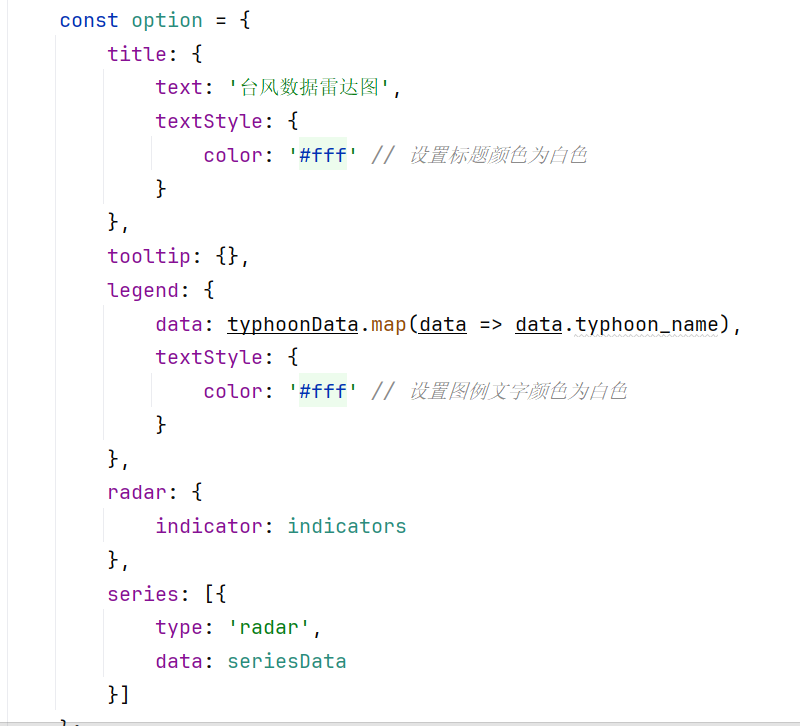 const option = {
title: {
text: '台风数据雷达图',
textStyle: {
color: '#fff' // 设置标题颜色为白色
}
},
tooltip: {},
legend: {
data: typhoonData.map(data => data.typhoon_name),
textStyle: {
color: '#fff' // 设置图例文字颜色为白色
}
},
radar: {
indicator: indicators
},
series: [{
type: 'radar',
data: seriesData
}]